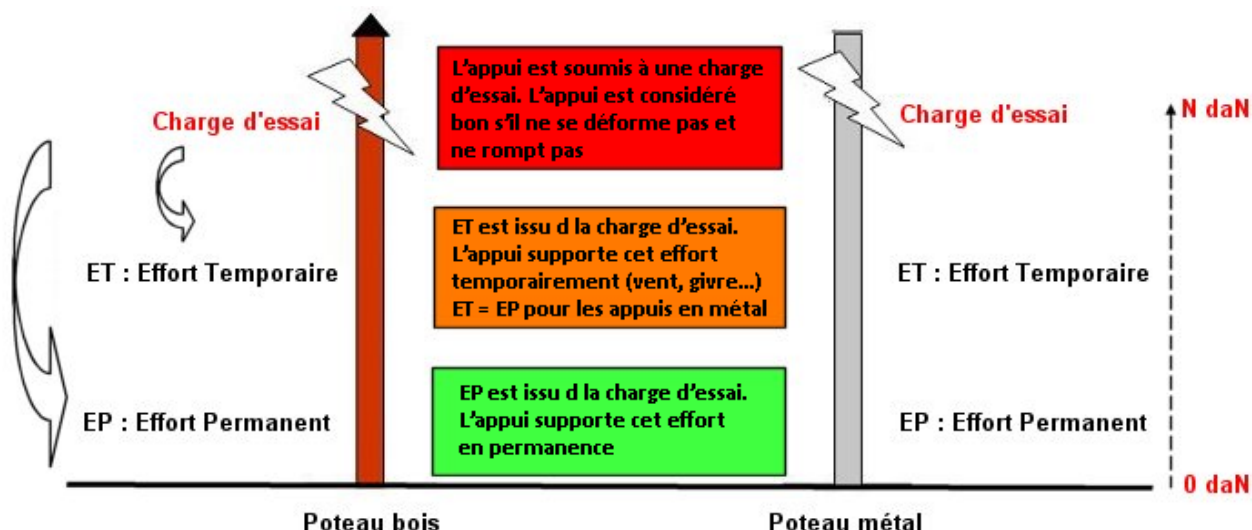 L'appui est soumis à une charge
d'essai. L'appui est considéré
bon s'il ne se déforme pas et
ne rompt pas
Charge d'essai
Charge d'essai
N daN
ET est issu d la charge d'essai.
L'appui supporte cet effort
temporairement (vent, givre...)
ET = EP pour les appuis en métal
ET : Effort Temporaire
ET : Effort Temporaire
EP est issu d la charge d'essai.
L'appui supporte cet effort
en permanence
EP : Effort Permanent
EP : Effort Permanent
0 daN
Poteau bois
Poteau métal